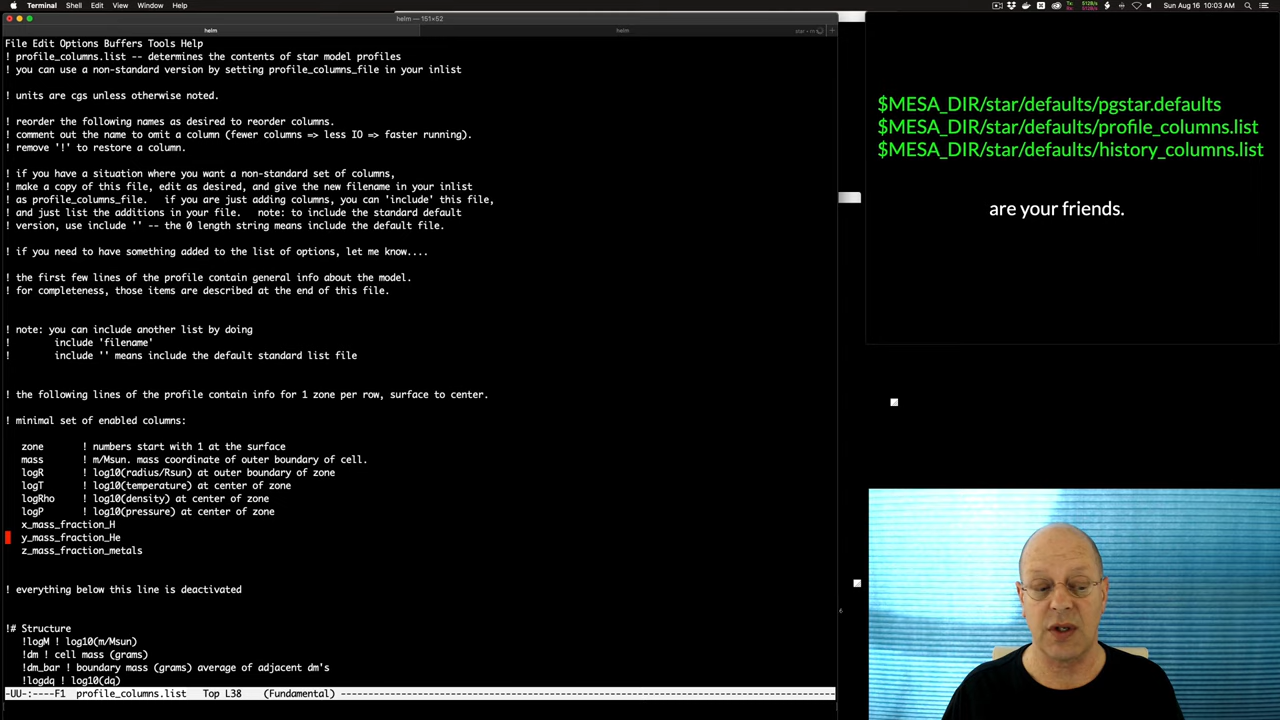 Terminal Shell Edit View Window Help
Sun Aug 16 10:03 AM
helm — 151×52
helm
helm
File Edit Options Buffers Tools Help
! profile_columns.list -- determines the contents of star model profiles
! you can use a non-standard version by setting profile_columns_file in your inlist
! units are cgs unless otherwise noted.
! reorder the following names as desired to reorder columns.
! comment out the name to omit a column (fewer columns => less IO => faster running).
! remove '!' to restore a column.
! if you have a situation where you want a non-standard set of columns,
! make a copy of this file, edit as desired, and give the new filename in your inlist
! as profile_columns_file. if you are just adding columns, you can 'include' this file,
! and just list the additions in your file. note: to include the standard default
! version, use include '' -- the 0 length string means include the default file.
! if you need to have something added to the list of options, let me know....
! the first few lines of the profile contain general info about the model.
! for completeness, those items are described at the end of this file.
! note: you can include another list by doing
! include 'filename'
! include '' means include the default standard list file
! the following lines of the profile contain info for 1 zone per row, surface to center.
! minimal set of enabled columns:
zone ! numbers start with 1 at the surface
mass ! m/Msun. mass coordinate of outer boundary of cell.
logR ! log10(radius/Rsun) at outer boundary of zone
logT ! log10(temperature) at center of zone
logRho ! log10(density) at center of zone
logP ! log10(pressure) at center of zone
x_mass_fraction_H
y_mass_fraction_He
z_mass_fraction_metals
! everything below this line is deactivated
!# Structure
!logM ! log10(m/Msun)
!dm ! cell mass (grams)
!dm_bar ! boundary mass (grams) average of adjacent dm's
!logdq ! log10(dq)
-UU-:----F1 profile_columns.list Top L38 (Fundamental)
$MESA_DIR/star/defaults/pgstar.defaults
$MESA_DIR/star/defaults/profile_columns.list
$MESA_DIR/star/defaults/history_columns.list
are your friends.